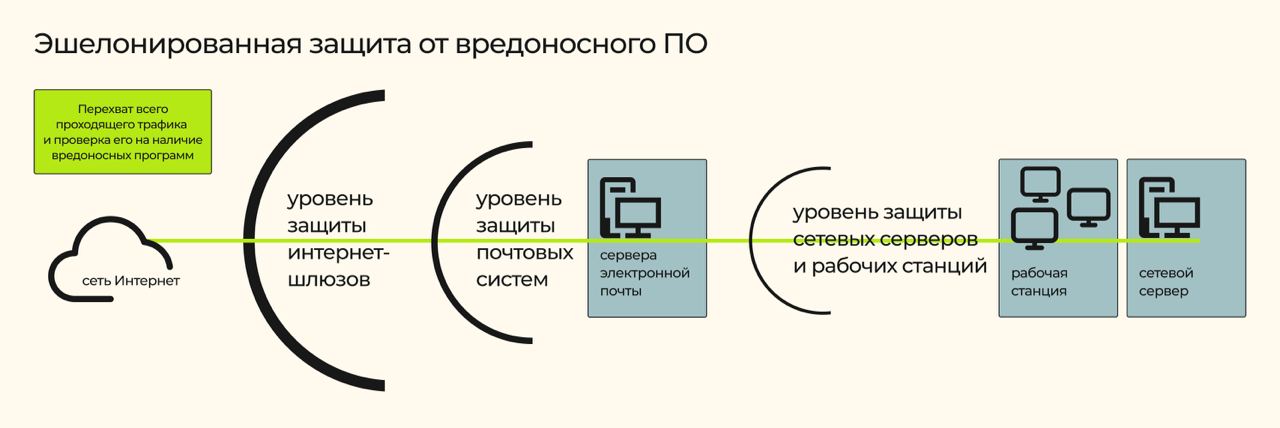 Эшелонированная защита от вредоносного ПО
Перехват всего
проходящего трафика
и проверка его на наличие
вредоносных программ
сеть Интернет
уровень
защиты
интернет-
шлюзов
уровень
защиты
почтовых
систем
сервера
электронной
почты
уровень защиты
сетевых серверов
и рабочих станций
рабочая
станция
сетевой
сервер